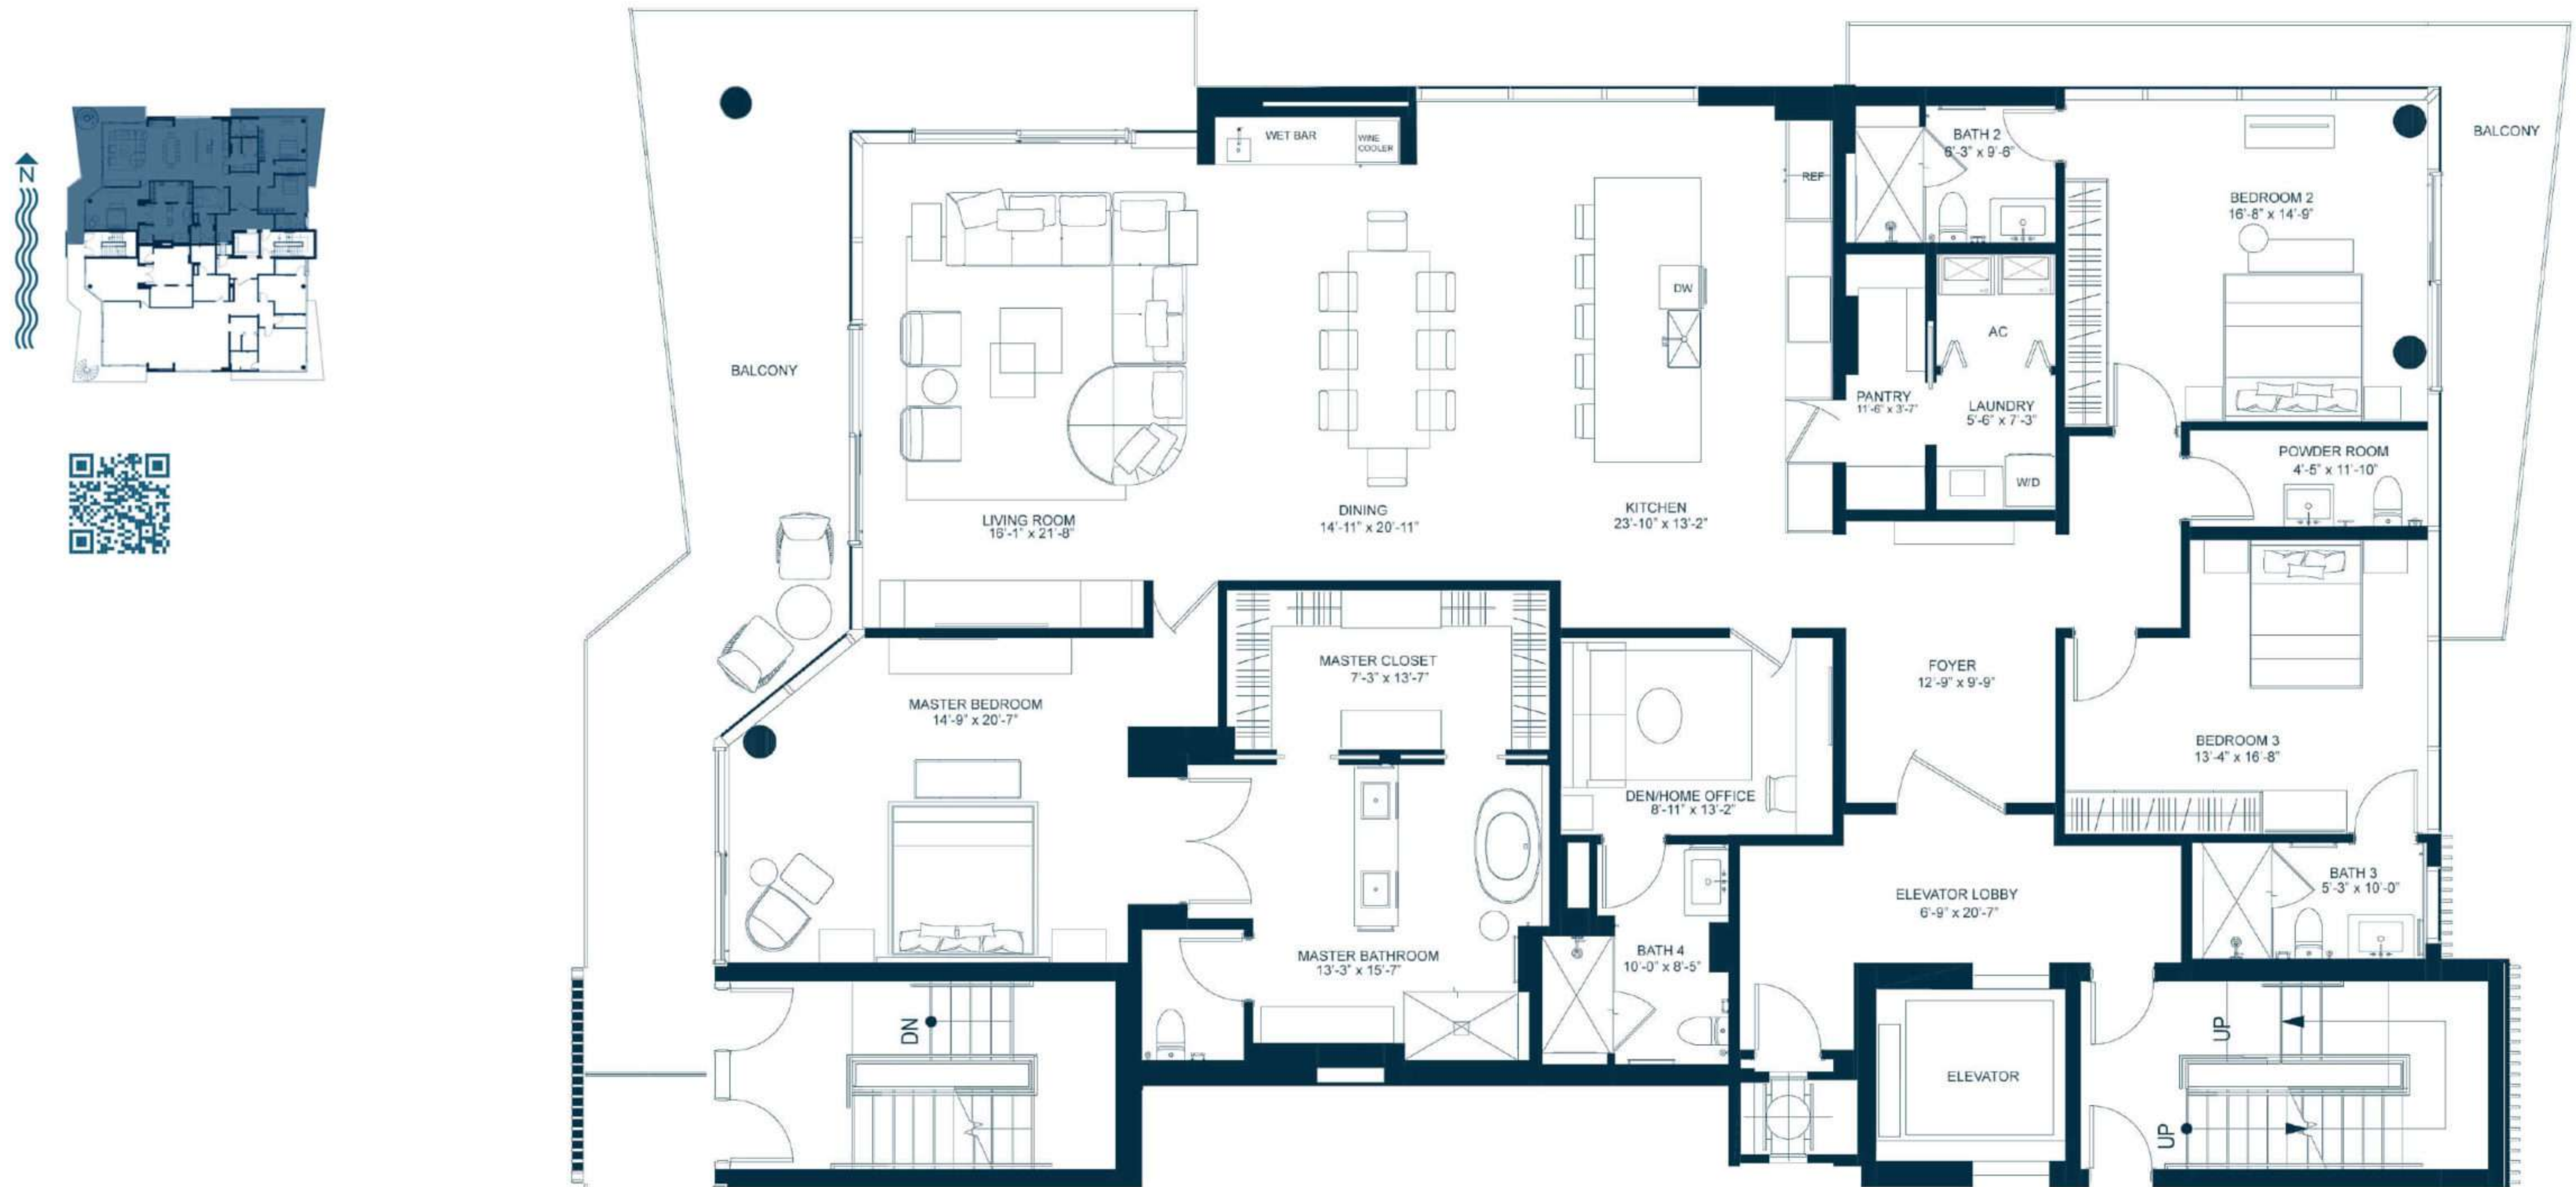 N
BALCONY
WET BAR
WINE
COOLER
LIVING ROOM
16'-1" x 21'-8"
DINING
14'-11" x 20'-11"
KITCHEN
23'-10" x 13'-2"
REF
DW
BATH 2
6'-3" x 9'-6"
BEDROOM 2
16'-8" x 14'-9"
BALCONY
AC
PANTRY
11'-6" x 3'-7"
LAUNDRY
5'-6" x 7'-3"
W/D
POWDER ROOM
4'-5" x 11'-10"
MASTER BEDROOM
14'-9" x 20'-7"
MASTER CLOSET
7'-3" x 13'-7"
DEN/HOME OFFICE
8'-11" x 13'-2"
FOYER
12'-9" x 9'-9"
BEDROOM 3
13'-4" x 16'-8"
MASTER BATHROOM
13'-3" x 15'-7"
BATH 4
10'-0" x 8'-5"
ELEVATOR LOBBY
6'-9" x 20'-7"
BATH 3
5'-3" x 10'-0"
DN
ELEVATOR
UP
UP